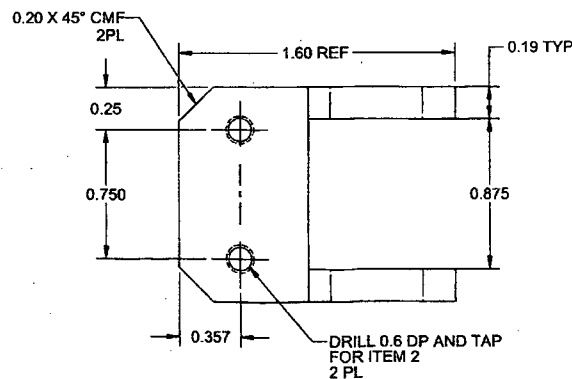 0.20 X 45° CMF
2PL
1.60 REF
0.19 TYP
0.25
0.750
0.875
0.357
DRILL 0.6 DP AND TAP
FOR ITEM 2
2 PL